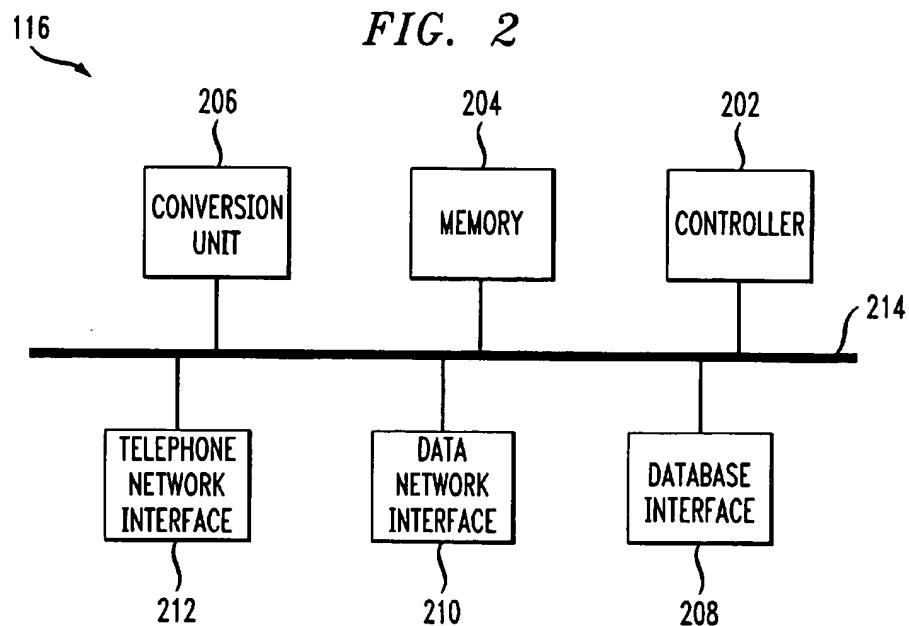 116
FIG. 2
206
204
202
CONVERSION
UNIT
MEMORY
CONTROLLER
214
TELEPHONE
NETWORK
INTERFACE
DATA
NETWORK
INTERFACE
DATABASE
INTERFACE
212
210
208